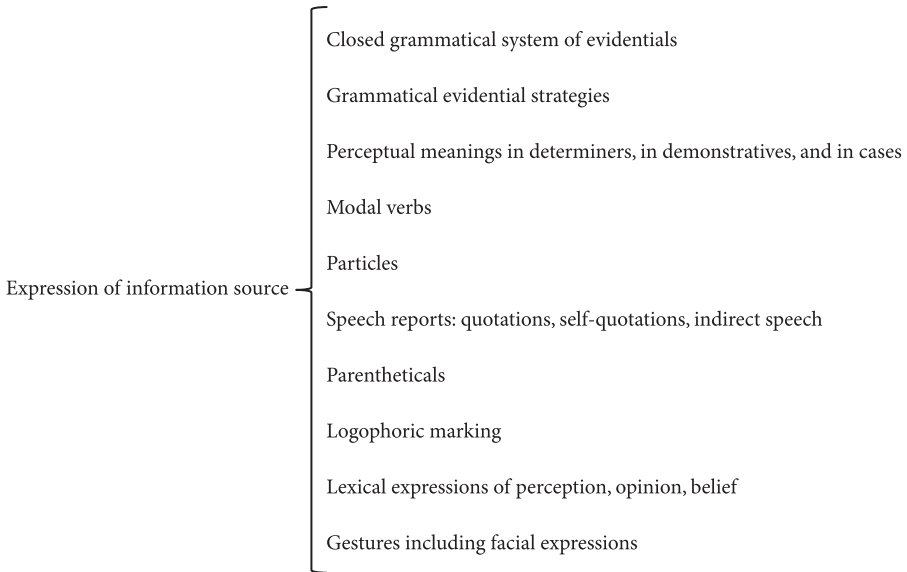 Closed grammatical system of evidentials
Grammatical evidential strategies
Perceptual meanings in determiners, in demonstratives, and in cases
Modal verbs
Particles
Expression of information source
Speech reports: quotations, self-quotations, indirect speech
Parentheticals
Logophoric marking
Lexical expressions of perception, opinion, belief
Gestures including facial expressions